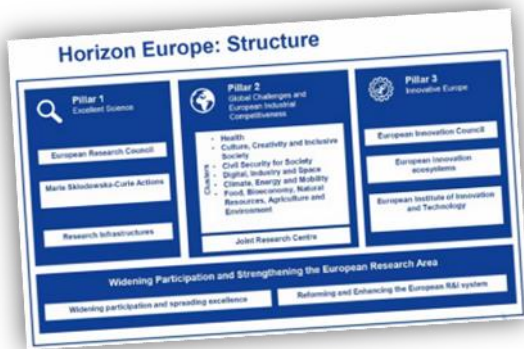 Horizon Europe: Structure
Pillar 1
Excellent Science
European Research Council
Marie Sklodowska-Curie Actions
Research Infrastructures
Pillar 2
Global Challenges and
European Industrial
Competitiveness
Clusters
• Health
• Culture, Creativity and Inclusive
Society
• Civil Security for Society
• Digital, Industry and Space
• Climate, Energy and Mobility
• Food, Bioeconomy, Natural
Resources, Agriculture and
Environment
Joint Research Centre
Pillar 3
Innovative Europe
European Innovation Council
European Innovation
ecosystems
European Institute of Innovation
and Technology
Widening Participation and Strengthening the European Research Area
Widening participation and spreading excellence
Reforming and Enhancing the European R&I system